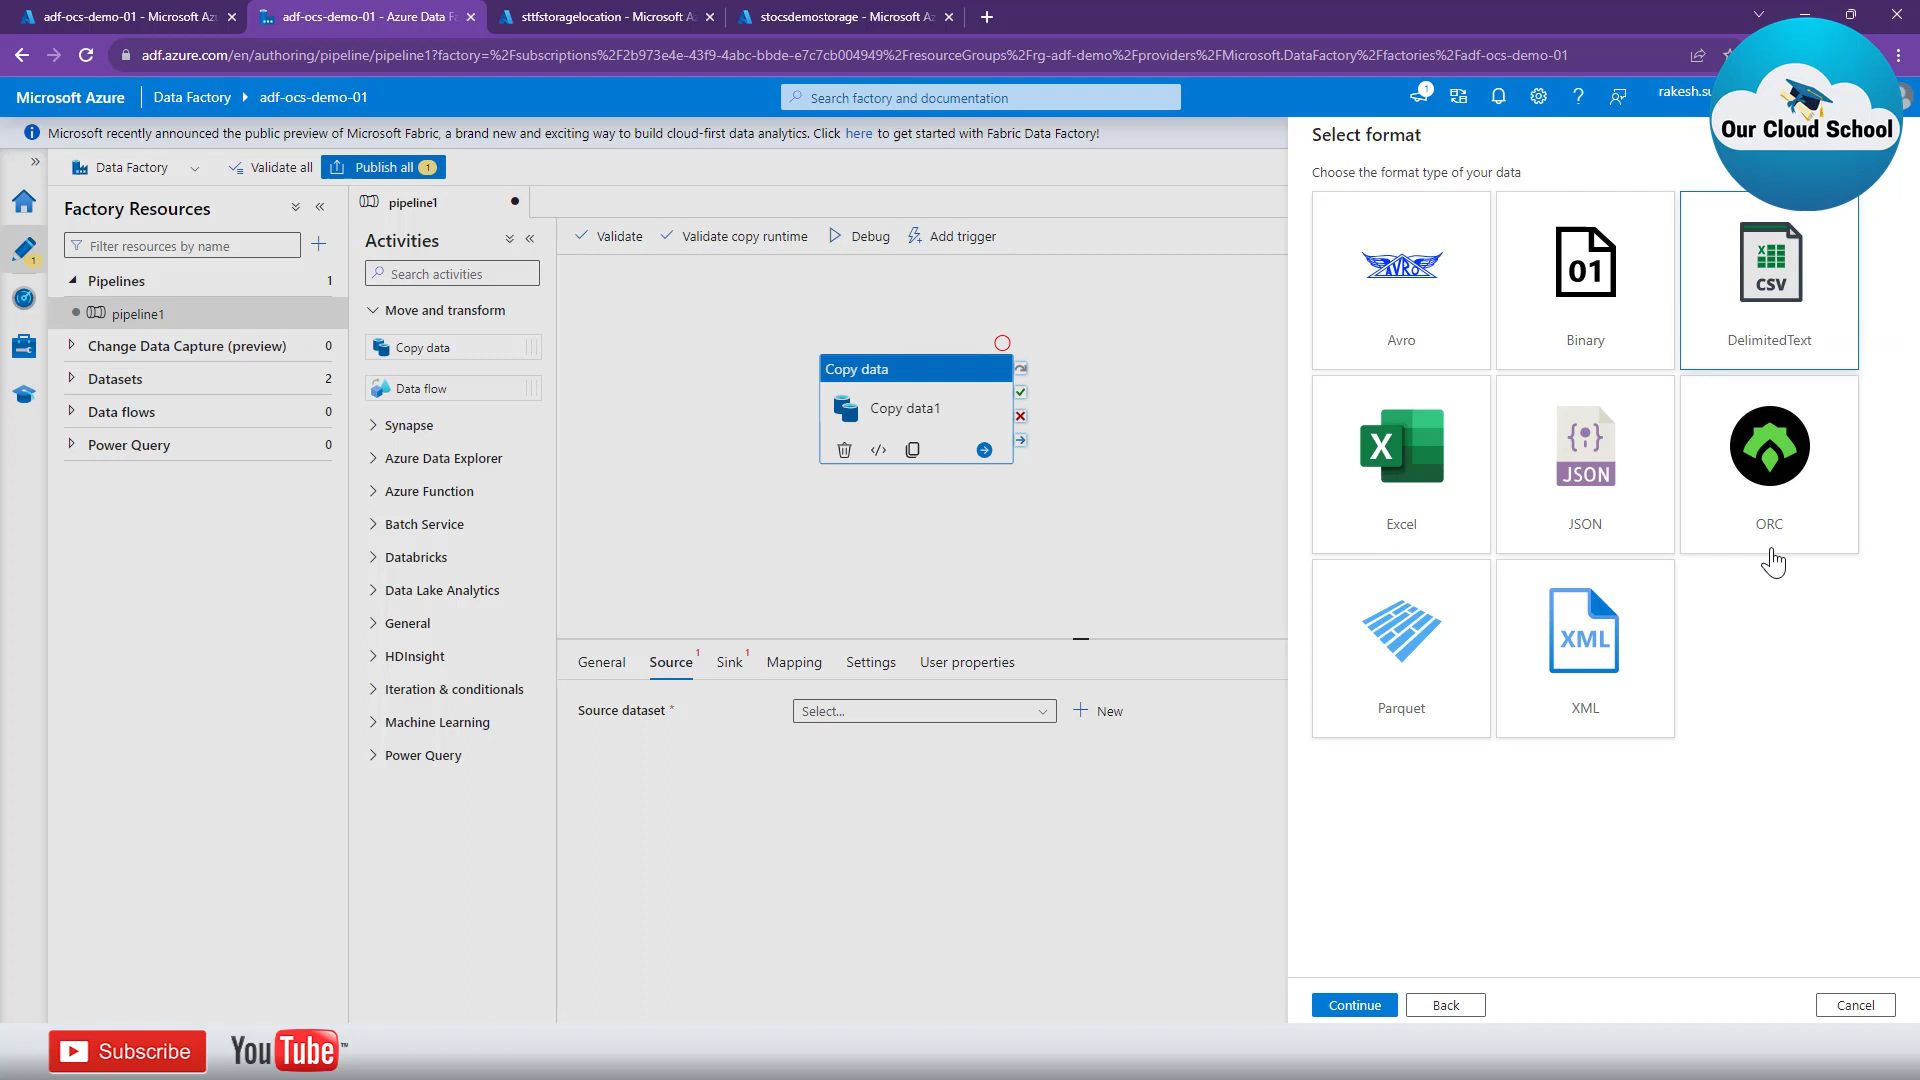 adf-ocs-demo-01 - Microsoft Az
adf-ocs-demo-01 - Azure Data F
sttfstoragelocation - Microsoft A
stocsdemostorage - Microsoft Az
adf.azure.com/en/authoring/pipeline/pipeline1?factory=%2Fsubscriptions%2F2b973e4e-43f9-4abc-bbde-e7c7cb004949%2FresourceGroups%2Frg-adf-demo%2Fproviders%2FMicrosoft.DataFactory%2Ffactories%2Fadf-ocs-demo-01
Microsoft Azure
Data Factory
adf-ocs-demo-01
Search factory and documentation
1
rakesh.su
Our Cloud School
Microsoft recently announced the public preview of Microsoft Fabric, a brand new and exciting way to build cloud-first data analytics. Click here to get started with Fabric Data Factory!
Data Factory
Validate all
Publish all 1
1
Factory Resources
Filter resources by name
Pipelines 1
pipeline1
Change Data Capture (preview) 0
Datasets 2
Data flows 0
Power Query 0
pipeline1
Activities
Search activities
Move and transform
Copy data
Data flow
Synapse
Azure Data Explorer
Azure Function
Batch Service
Databricks
Data Lake Analytics
General
HDInsight
Iteration & conditionals
Machine Learning
Power Query
Validate
Validate copy runtime
Debug
Add trigger
Copy data
Copy data1
General
Source 1
Sink 1
Mapping
Settings
User properties
Source dataset *
Select...
New
Select format
Choose the format type of your data
AVRO
Avro
01
Binary
CSV
DelimitedText
X
Excel
JSON
JSON
ORC
Parquet
XML
XML
Continue
Back
Cancel
Subscribe
YouTube ™